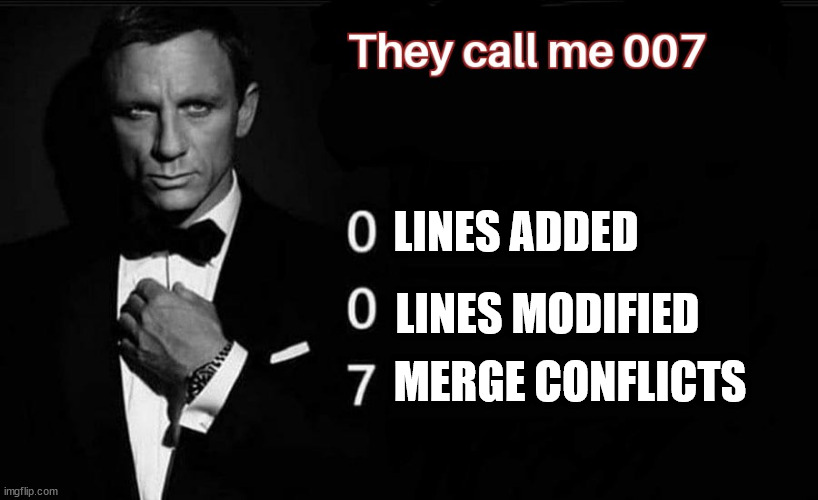 They call me 007
0 LINES ADDED
0 LINES MODIFIED
7 MERGE CONFLICTS
imgflip.com